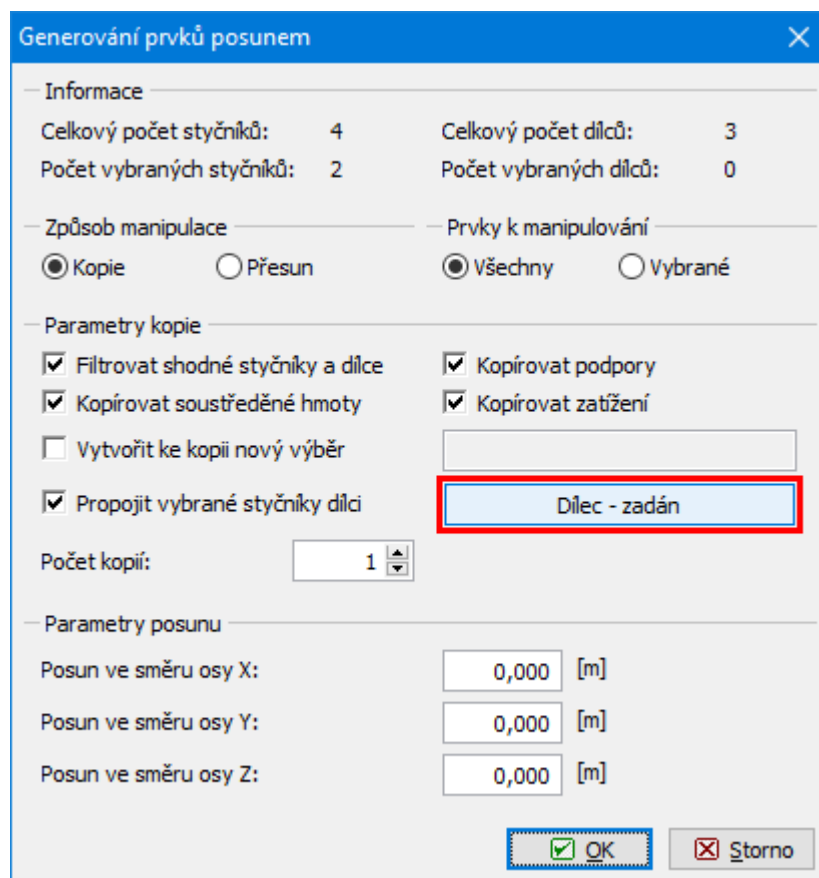 Generování prvků posunem
Informace
Celkový počet styčníků: 4 Celkový počet dílců: 3
Počet vybraných styčníků: 2 Počet vybraných dílců: 0
Způsob manipulace Prvky k manipulování
Kopie Přesun Všechny Vybrané
Parametry kopie
Filtrovat shodné styčníky a dílce Kopírovat podpory
Kopírovat soustředěné hmoty Kopírovat zatížení
Vytvořit ke kopii nový výběr
Propojit vybrané styčníky dílci Dílec - zadán
Počet kopií: 1
Parametry posunu
Posun ve směru osy X: 0,000 [m]
Posun ve směru osy Y: 0,000 [m]
Posun ve směru osy Z: 0,000 [m]
OK Storno